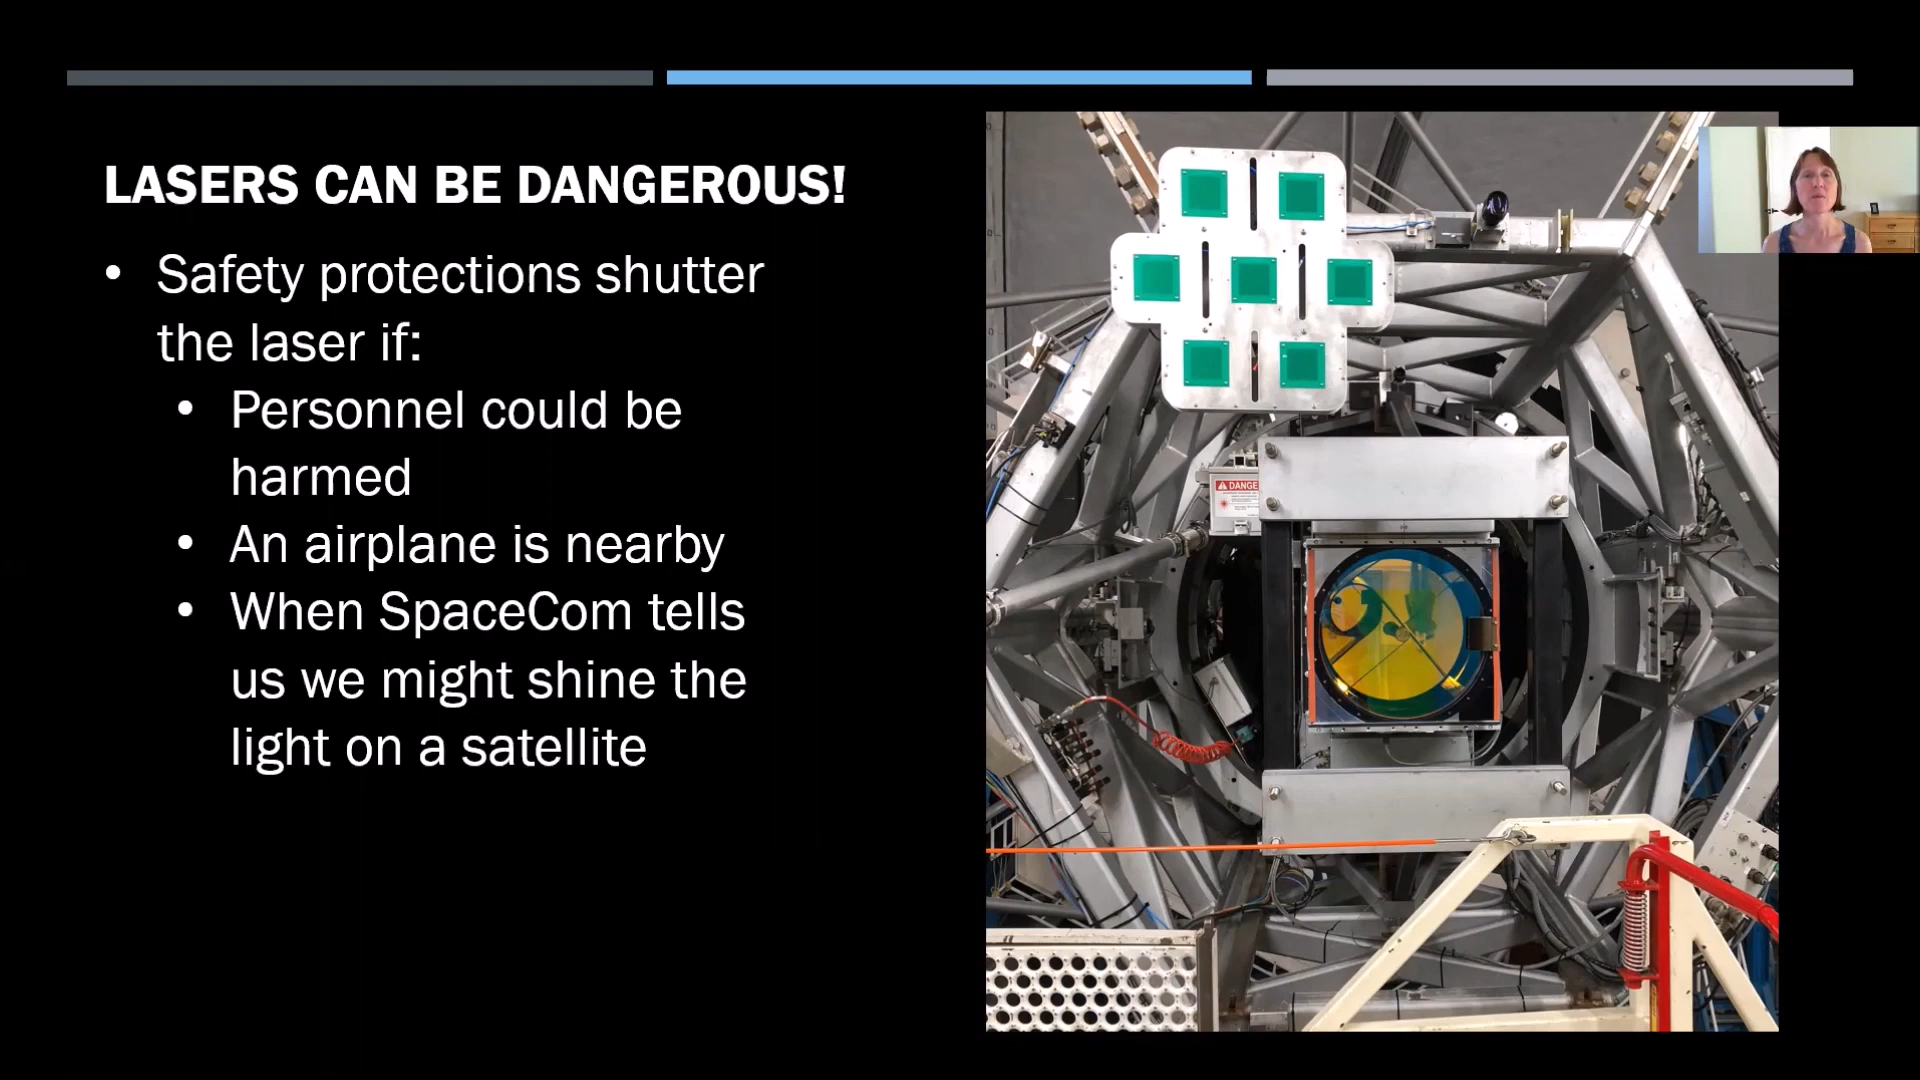 LASERS CAN BE DANGEROUS!
• Safety protections shutter
the laser if:
• Personnel could be
harmed
• An airplane is nearby
• When SpaceCom tells
us we might shine the
light on a satellite
DANGE